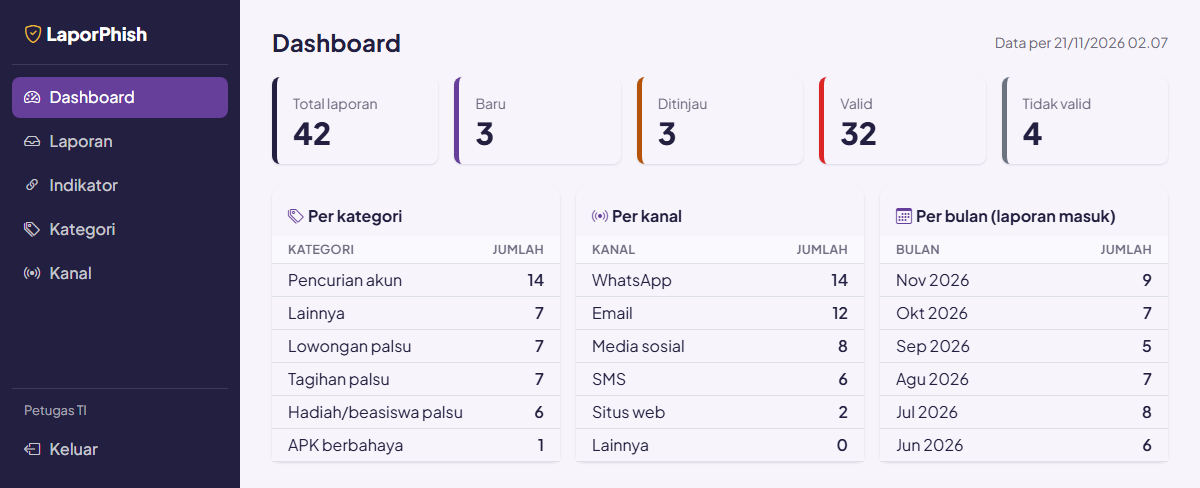 LaporPhish
Dashboard
Laporan
Indikator
Kategori
Kanal
Petugas TI
Keluar
Dashboard
Data per 21/11/2026 02.07
Total laporan
42
Baru
3
Ditinjau
3
Valid
32
Tidak valid
4
Per kategori
KATEGORI JUMLAH
Pencurian akun 14
Lainnya 7
Lowongan palsu 7
Tagihan palsu 7
Hadiah/beasiswa palsu 6
APK berbahaya 1
Per kanal
KANAL JUMLAH
WhatsApp 14
Email 12
Media sosial 8
SMS 6
Situs web 2
Lainnya 0
Per bulan (laporan masuk)
BULAN JUMLAH
Nov 2026 9
Okt 2026 7
Sep 2026 5
Agu 2026 7
Jul 2026 8
Jun 2026 6